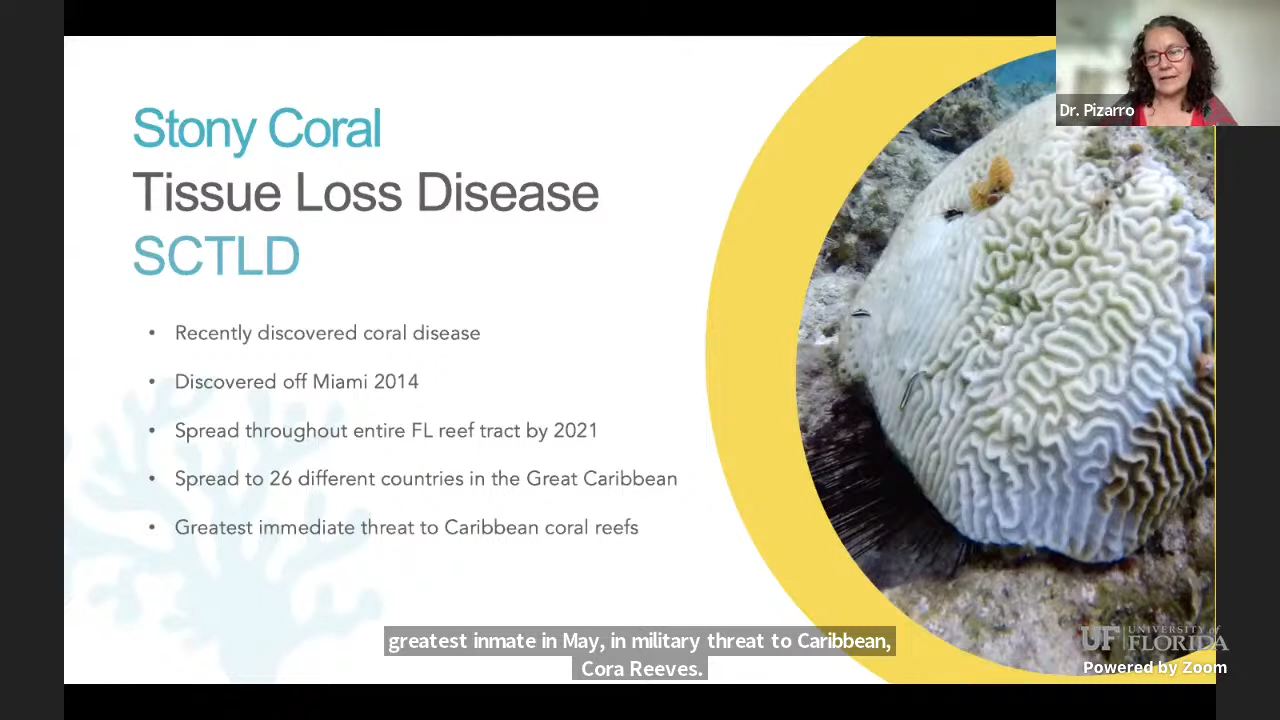 Dr. Pizarro
Stony Coral
Tissue Loss Disease
SCTLD
• Recently discovered coral disease
• Discovered off Miami 2014
• Spread throughout entire FL reef tract by 2021
• Spread to 26 different countries in the Great Caribbean
• Greatest immediate threat to Caribbean coral reefs
greatest inmate in May, in military threat to Caribbean,
Cora Reeves.
UF UNIVERSITY of
FLORIDA
Powered by Zoom